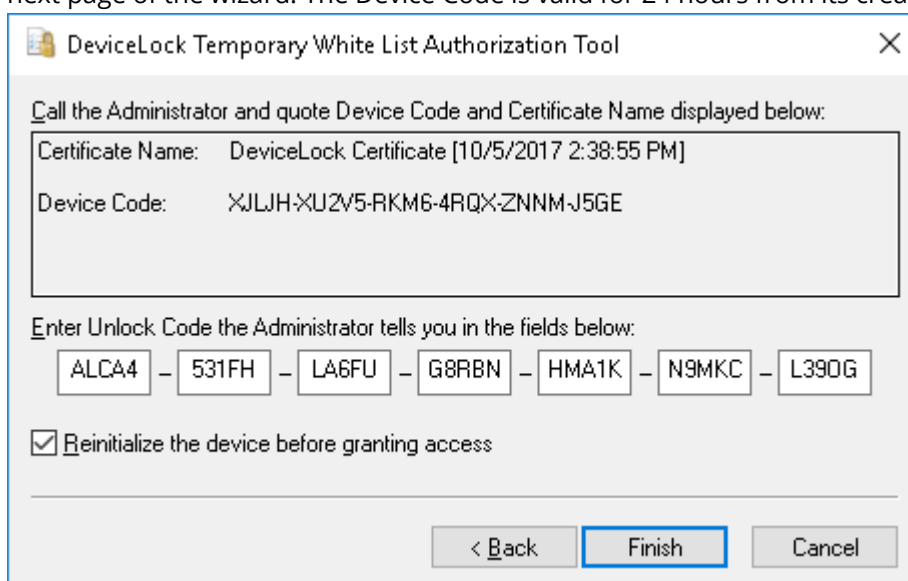 next page of the wizard. The Device Code is valid for 24 hours from its crea
DeviceLock Temporary White List Authorization Tool
Call the Administrator and quote Device Code and Certificate Name displayed below:
Certificate Name: DeviceLock Certificate [10/5/2017 2:38:55 PM]
Device Code: XJLJH-XU2V5-RKM6-4RQX-ZNNM-J5GE
Enter Unlock Code the Administrator tells you in the fields below:
ALCA4 – 531FH – LA6FU – G8RBN – HMA1K – N9MKC – L39OG
Reinitialize the device before granting access
< Back Finish Cancel